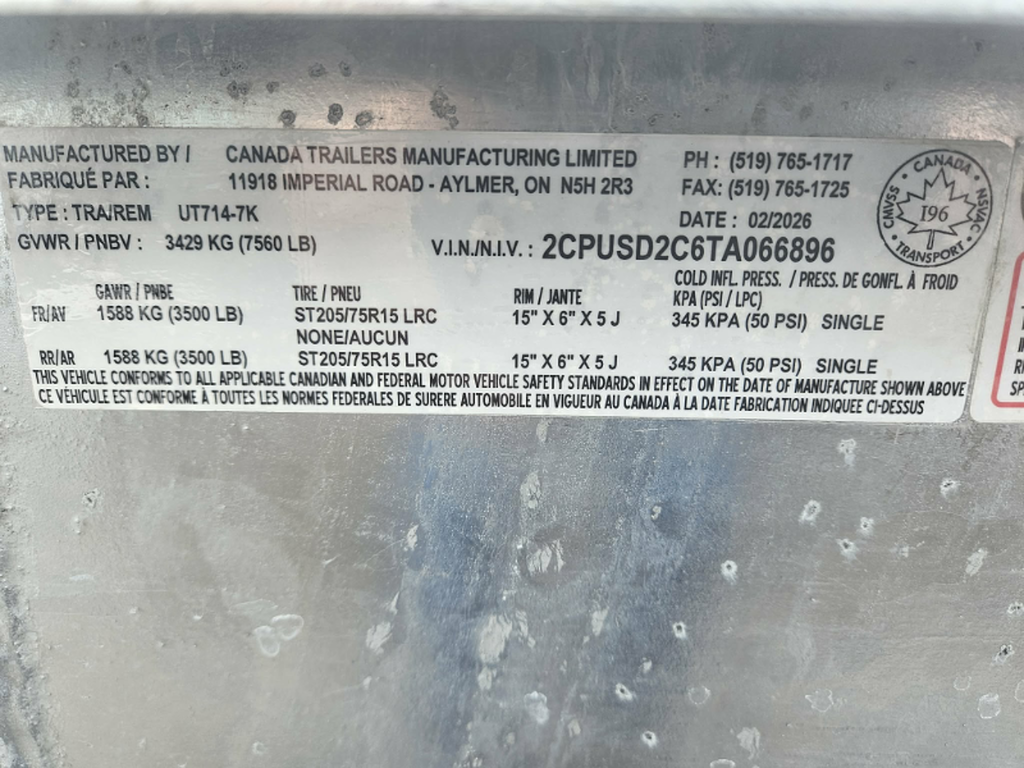 MANUFACTURED BY / CANADA TRAILERS MANUFACTURING LIMITED PH : (519) 765-1717
FABRIQUÉ PAR : 11918 IMPERIAL ROAD - AYLMER, ON N5H 2R3 FAX: (519) 765-1725
TYPE : TRA/REM UT714-7K DATE : 02/2026
GVWR / PNBV : 3429 KG (7560 LB) V.I.N./N.I.V. : 2CPUSD2C6TA066896
CANADA
CMVSS I96 NSVAC
TRANSPORT
GAWR / PNBE TIRE / PNEU RIM / JANTE COLD INFL. PRESS. / PRESS. DE GONFL. À FROID
KPA (PSI / LPC)
FR/AV 1588 KG (3500 LB) ST205/75R15 LRC 15" X 6" X 5 J 345 KPA (50 PSI) SINGLE
NONE/AUCUN
RR/AR 1588 KG (3500 LB) ST205/75R15 LRC 15" X 6" X 5 J 345 KPA (50 PSI) SINGLE
THIS VEHICLE CONFORMS TO ALL APPLICABLE CANADIAN AND FEDERAL MOTOR VEHICLE SAFETY STANDARDS IN EFFECT ON THE DATE OF MANUFACTURE SHOWN ABOVE
CE VÉHICULE EST CONFORME À TOUTES LES NORMES FEDERALES DE SURERE AUTOMOBILE EN VIGUEUR AU CANADA À LA DATE FABRICATION INDIQUEE CI-DESSUS